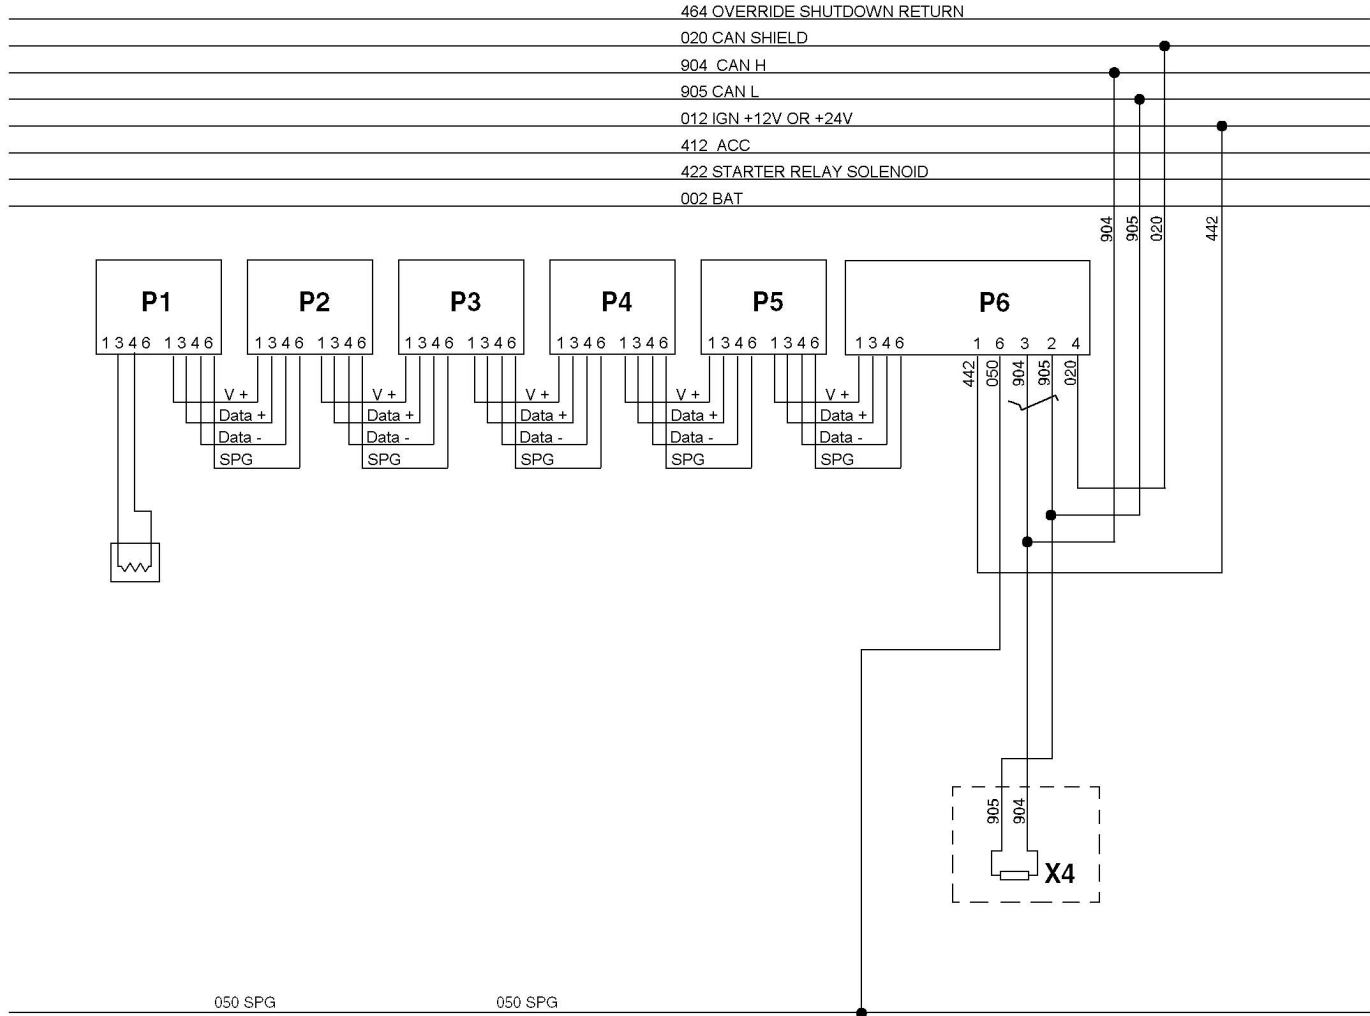 464 OVERRIDE SHUTDOWN RETURN
020 CAN SHIELD
904 CAN H
905 CAN L
012 IGN +12V OR +24V
412 ACC
422 STARTER RELAY SOLENOID
002 BAT
904 905 020 442
P1 P2 P3 P4 P5 P6
1 3 4 6 1 3 4 6 1 3 4 6 1 3 4 6 1 3 4 6 1 3 4 6 1 3 4 6 1 3 4 6 1 3 4 6 1 3 4 6 1 3 4 6 1 6 3 2 4
442 050 904 905 020
V + V + V + V + V +
Data + Data + Data + Data + Data +
Data - Data - Data - Data - Data -
SPG SPG SPG SPG SPG
905 904
X4
050 SPG 050 SPG